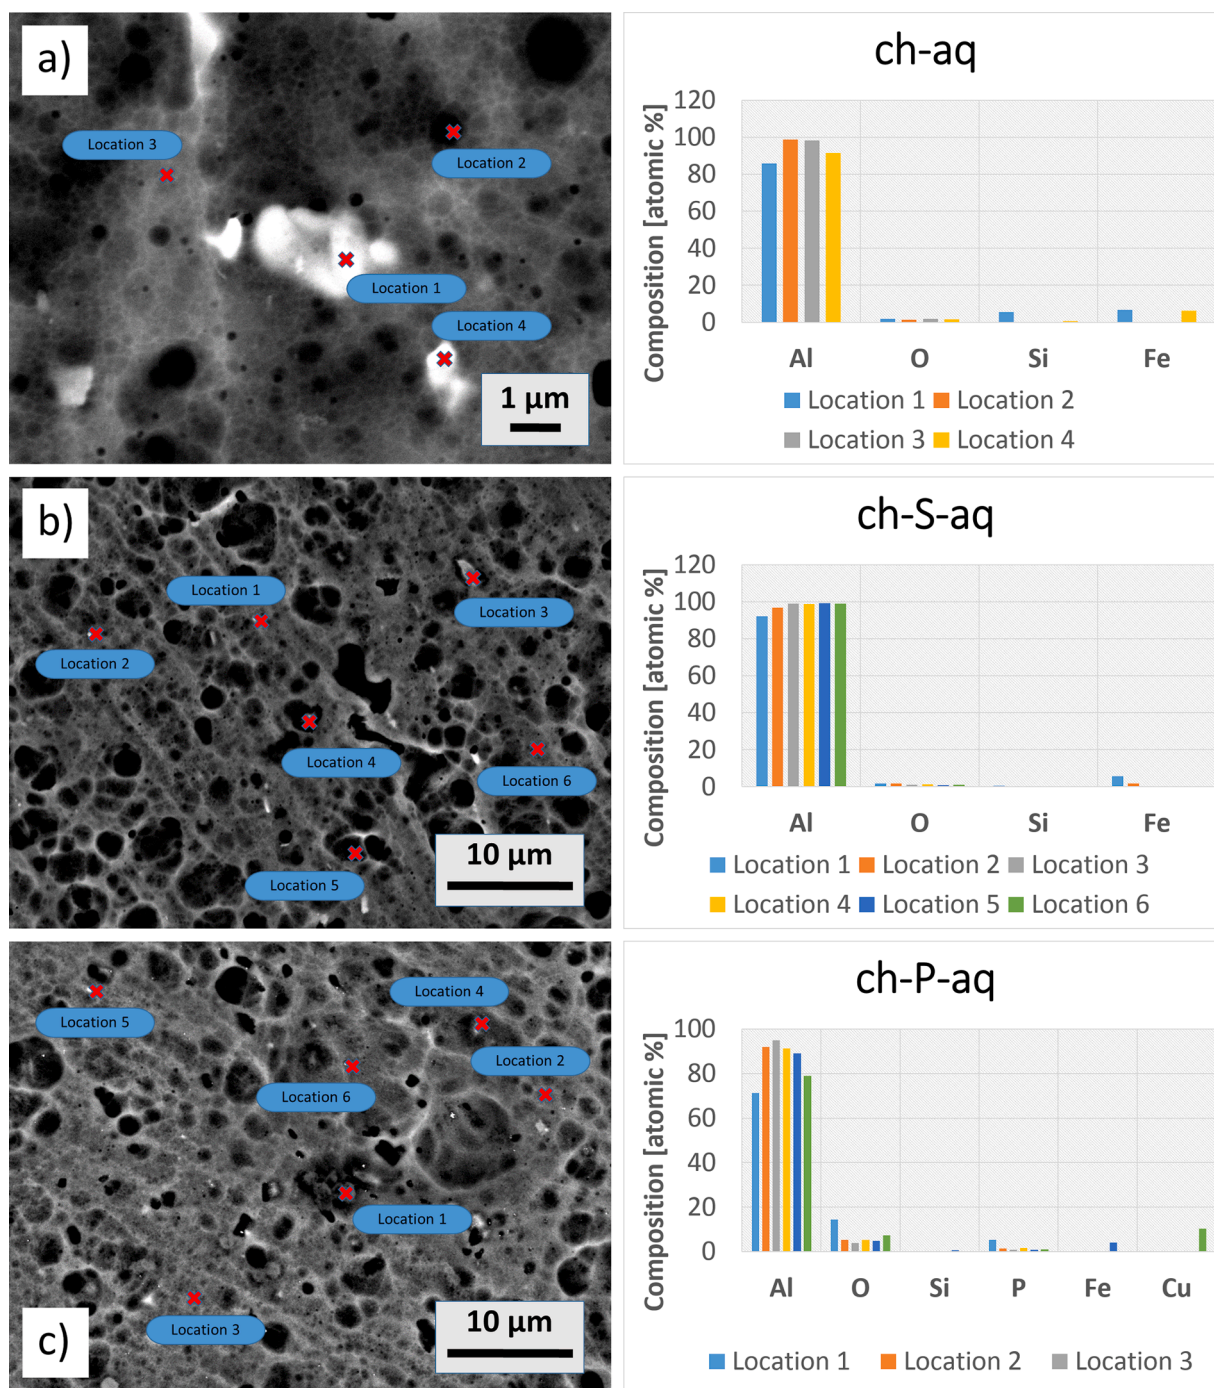 a)
Location 3
Location 2
Location 1
Location 4
1 µm
ch-aq
Composition [atomic %]
120
100
80
60
40
20
0
Al O Si Fe
Location 1 Location 2
Location 3 Location 4
b)
Location 1
Location 3
Location 2
Location 4
Location 6
Location 5
10 µm
ch-S-aq
Composition [atomic %]
120
100
80
60
40
20
0
Al O Si Fe
Location 1 Location 2 Location 3
Location 4 Location 5 Location 6
c)
Location 4
Location 5
Location 2
Location 6
Location 1
Location 3
10 µm
ch-P-aq
Composition [atomic %]
100
80
60
40
20
0
Al O Si P Fe Cu
Location 1 Location 2 Location 3